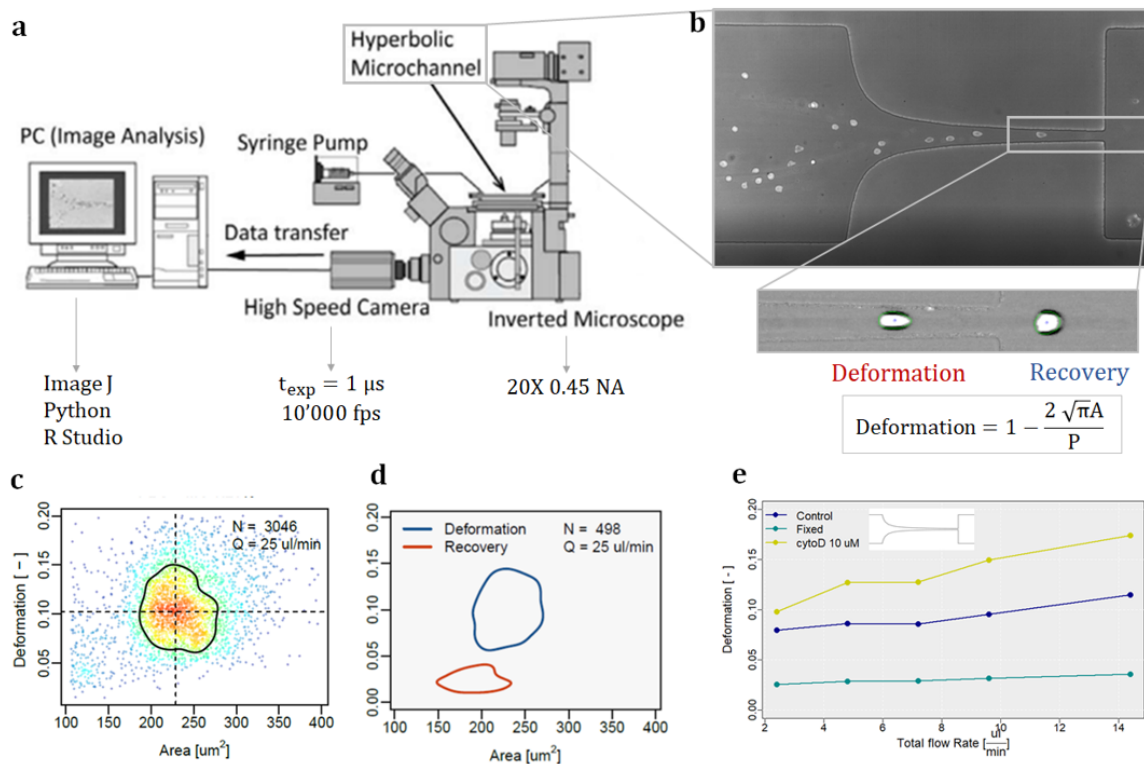 a
Hyperbolic
Microchannel
PC (Image Analysis)
Syringe Pump
Data transfer
High Speed Camera
Inverted Microscope
Image J
Python
R Studio
t_exp = 1 μs
10'000 fps
20X 0.45 NA
b
Deformation
Recovery
Deformation = 1 − 2 √πA / P
c
N = 3046
Q = 25 ul/min
Deformation [ − ]
0.20
0.15
0.10
0.05
100 150 200 250 300 350 400
Area [um²]
d
Deformation N = 498
Recovery Q = 25 ul/min
Deformation [ − ]
0.20
0.15
0.10
0.05
0.00
100 150 200 250 300 350 400
Area [um²]
e
Control
Fixed
cytoD 10 uM
Deformation [ - ]
0.20
0.15
0.10
0.05
0.00
2 4 6 8 10 12 14
Total flow Rate [ul/min]